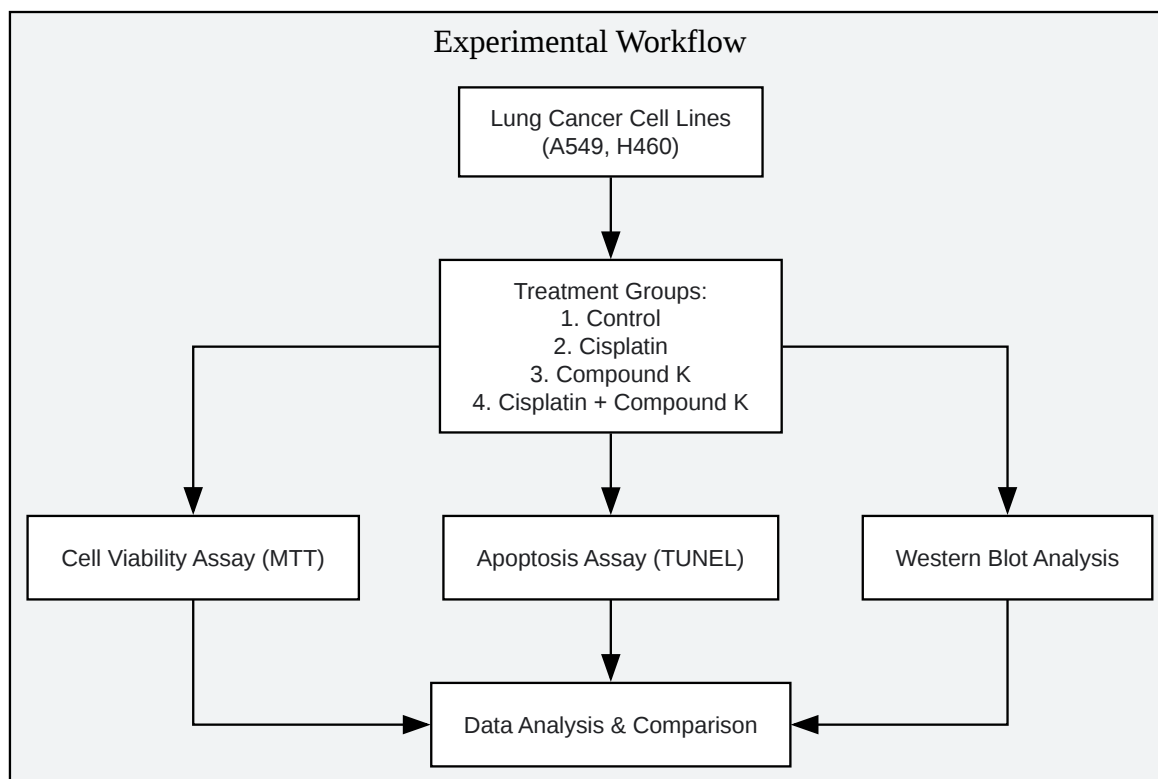 Experimental Workflow
Lung Cancer Cell Lines
(A549, H460)
Treatment Groups:
1. Control
2. Cisplatin
3. Compound K
4. Cisplatin + Compound K
Cell Viability Assay (MTT)
Apoptosis Assay (TUNEL)
Western Blot Analysis
Data Analysis & Comparison